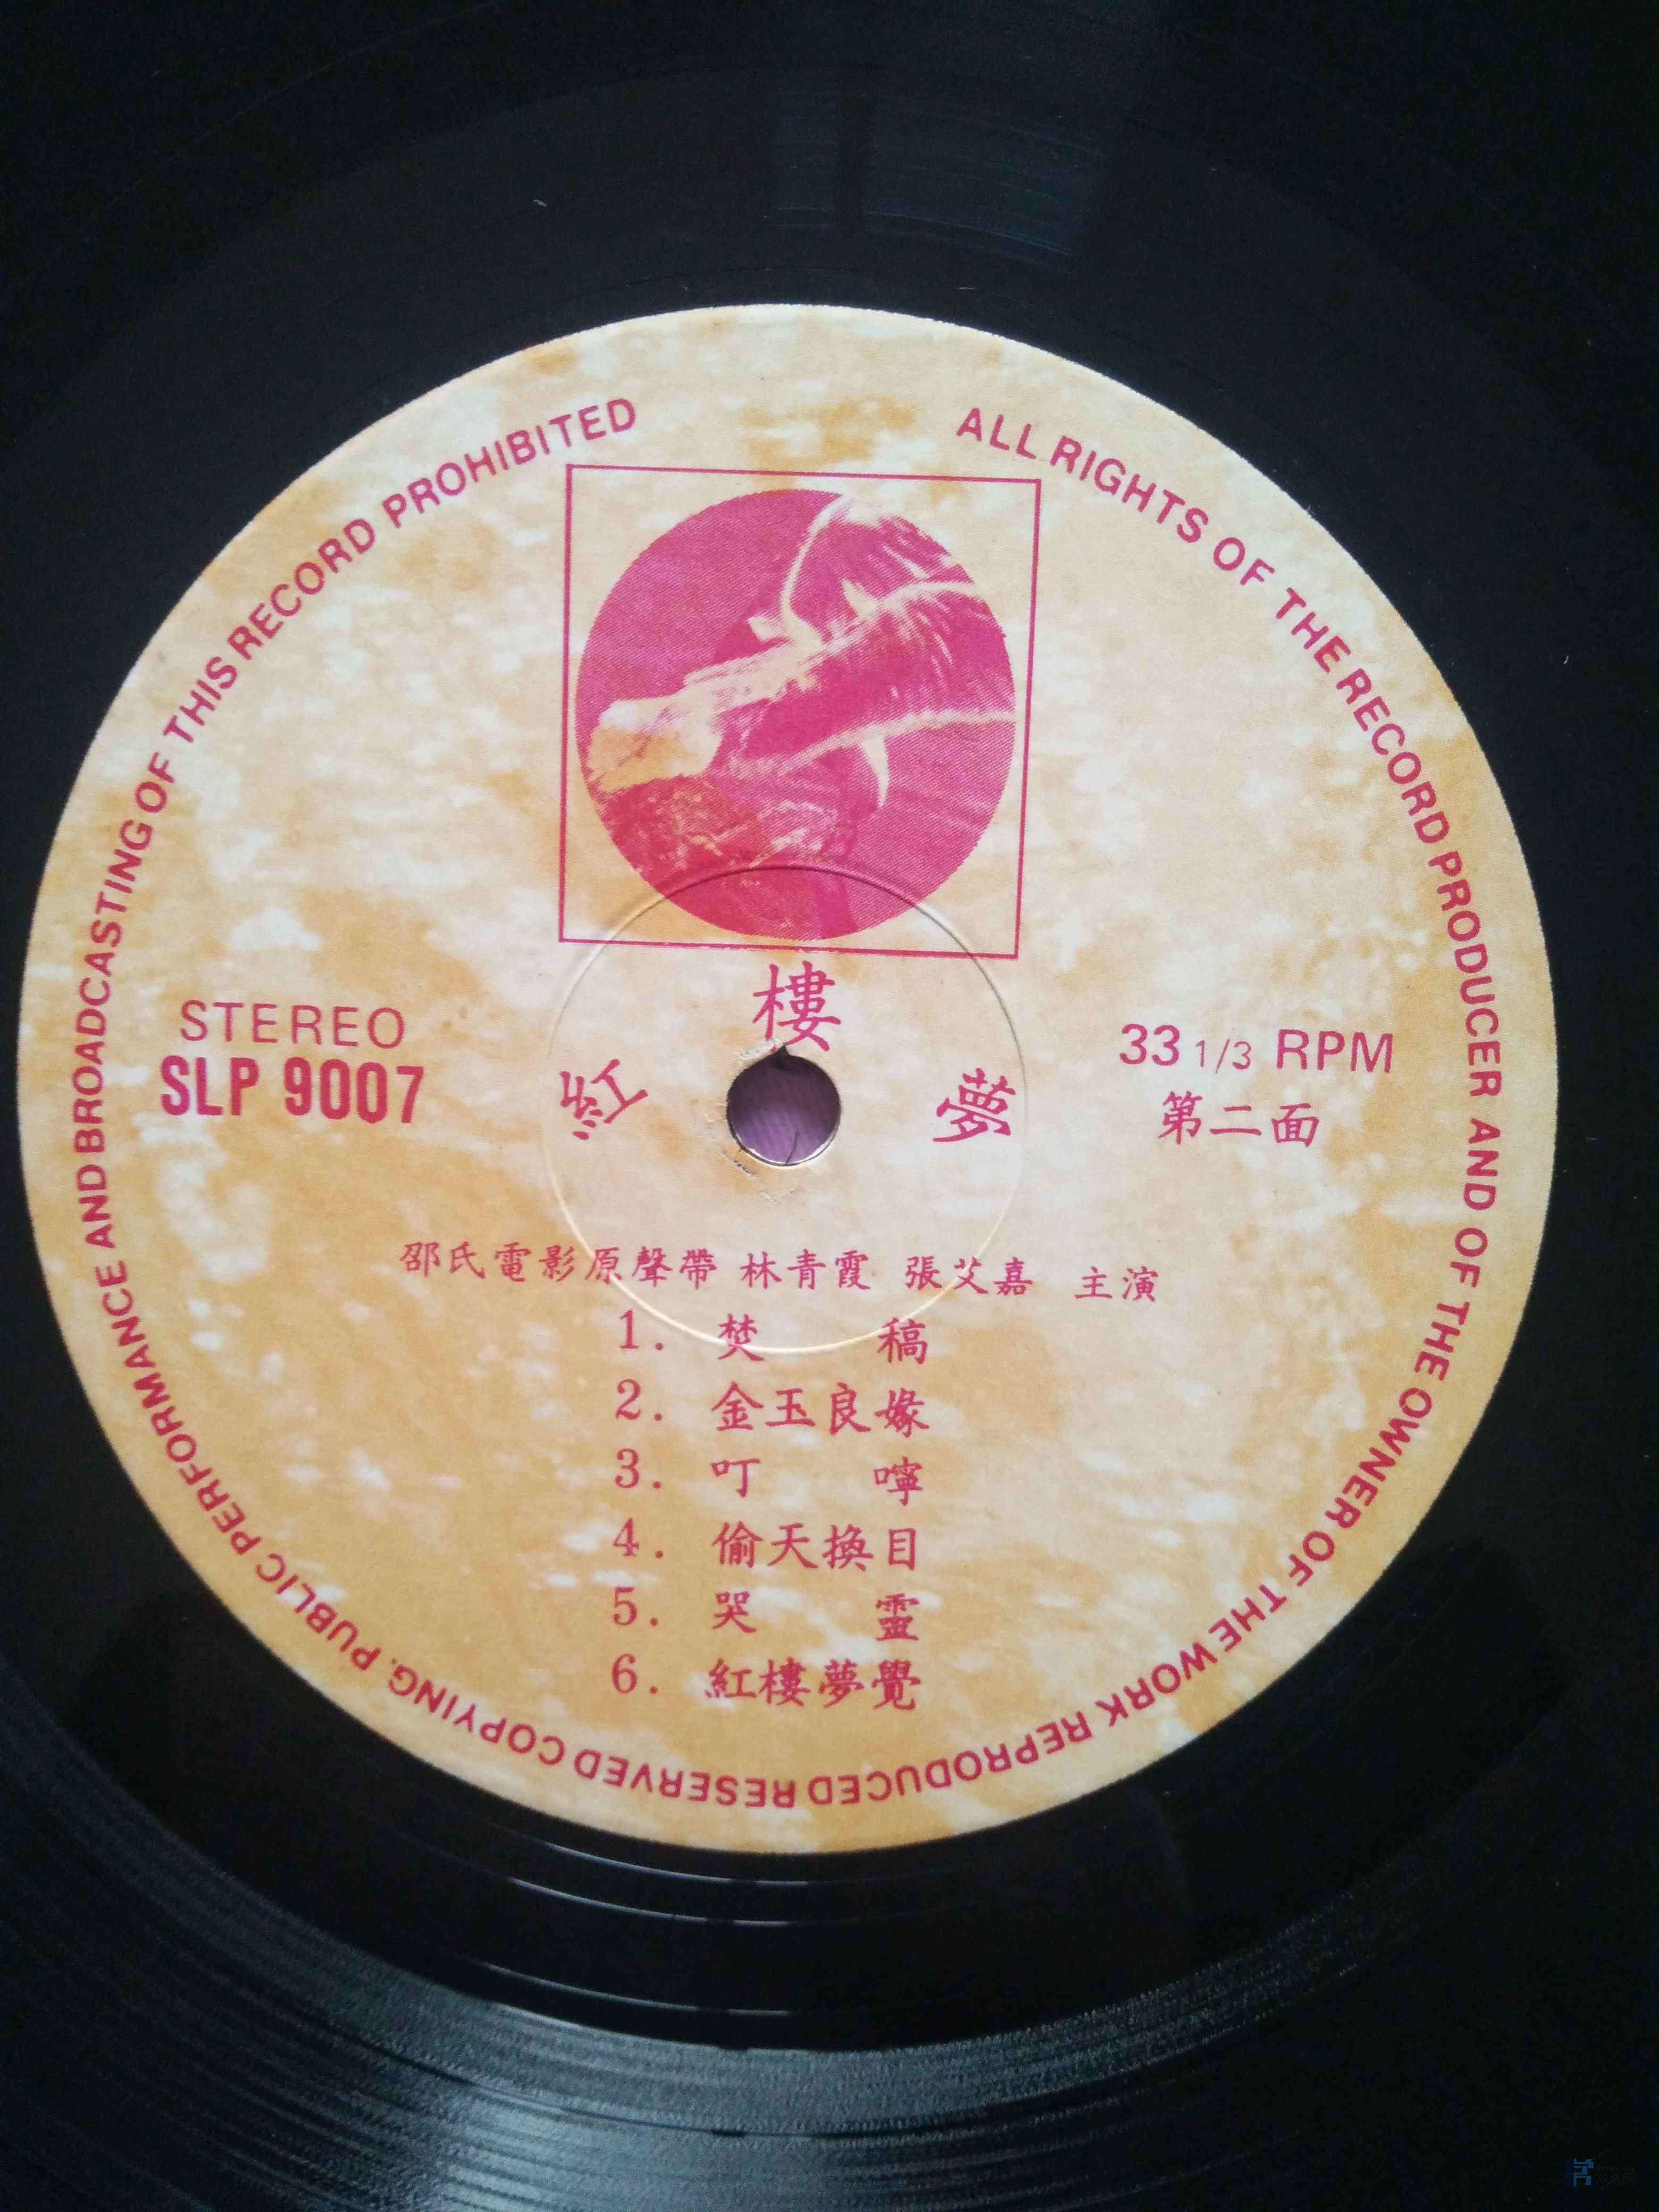 ALL RIGHTS OF THE RECORD PRODUCER AND OF THE OWNER OF THE WORK REPRODUCED RESERVED COPYING. PUBLIC PERFORMANCE AND BROADCASTING OF THIS RECORD PROHIBITED
紅樓夢
STEREO
SLP 9007
33 1/3 RPM
第二面
邵氏電影原聲帶 林青霞 張艾嘉 主演
1. 焚稿
2. 金玉良緣
3. 叮嚀
4. 偷天換日
5. 哭靈
6. 紅樓夢覺